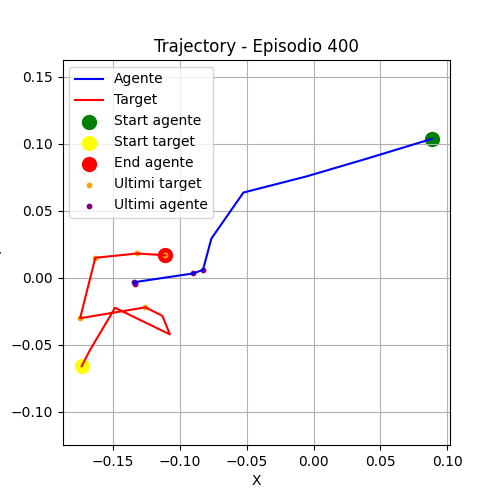 Trajectory - Episodio 400
Agente
Target
Start agente
Start target
End agente
Ultimi target
Ultimi agente
0.15
0.10
0.05
0.00
−0.05
−0.10
−0.15
−0.10
−0.05
0.00
0.05
0.10
X